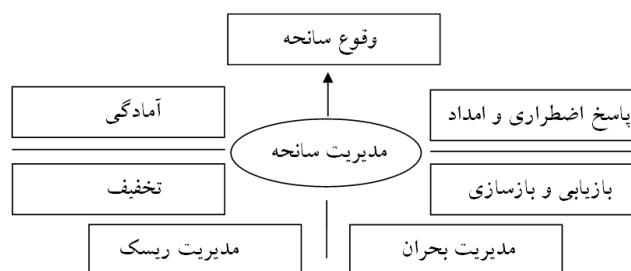 وقوع سانحه
پاسخ اضطراری و امداد
آمادگی
مدیریت سانحه
بازیابی و بازسازی
تخفیف
مدیریت بحران
مدیریت ریسک